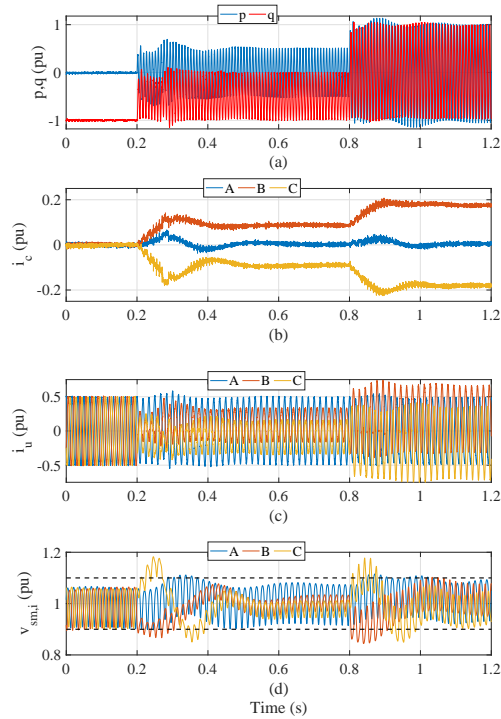 p q
1
0
-1
p,q (pu)
0 0.2 0.4 0.6 0.8 1 1.2
(a)
A B C
0.2
0
-0.2
i_c (pu)
0 0.2 0.4 0.6 0.8 1 1.2
(b)
A B C
0.5
0
-0.5
i_u (pu)
0 0.2 0.4 0.6 0.8 1 1.2
(c)
A B C
1.2
1.0
0.8
v_sm,i (pu)
0 0.2 0.4 0.6 0.8 1 1.2
(d)
Time (s)